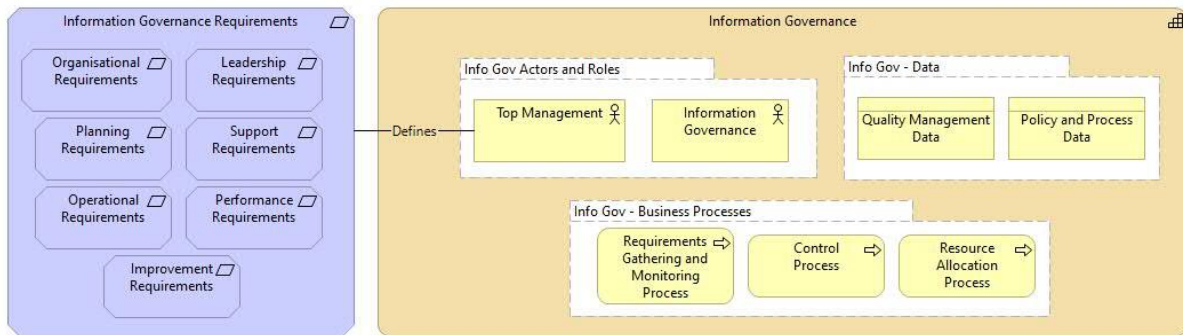 Information Governance Requirements
Organisational
Requirements
Leadership
Requirements
Planning
Requirements
Support
Requirements
Operational
Requirements
Performance
Requirements
Improvement
Requirements
Defines
Information Governance
Info Gov Actors and Roles
Top Management
Information
Governance
Info Gov - Data
Quality Management
Data
Policy and Process
Data
Info Gov - Business Processes
Requirements
Gathering and
Monitoring
Process
Control
Process
Resource
Allocation
Process